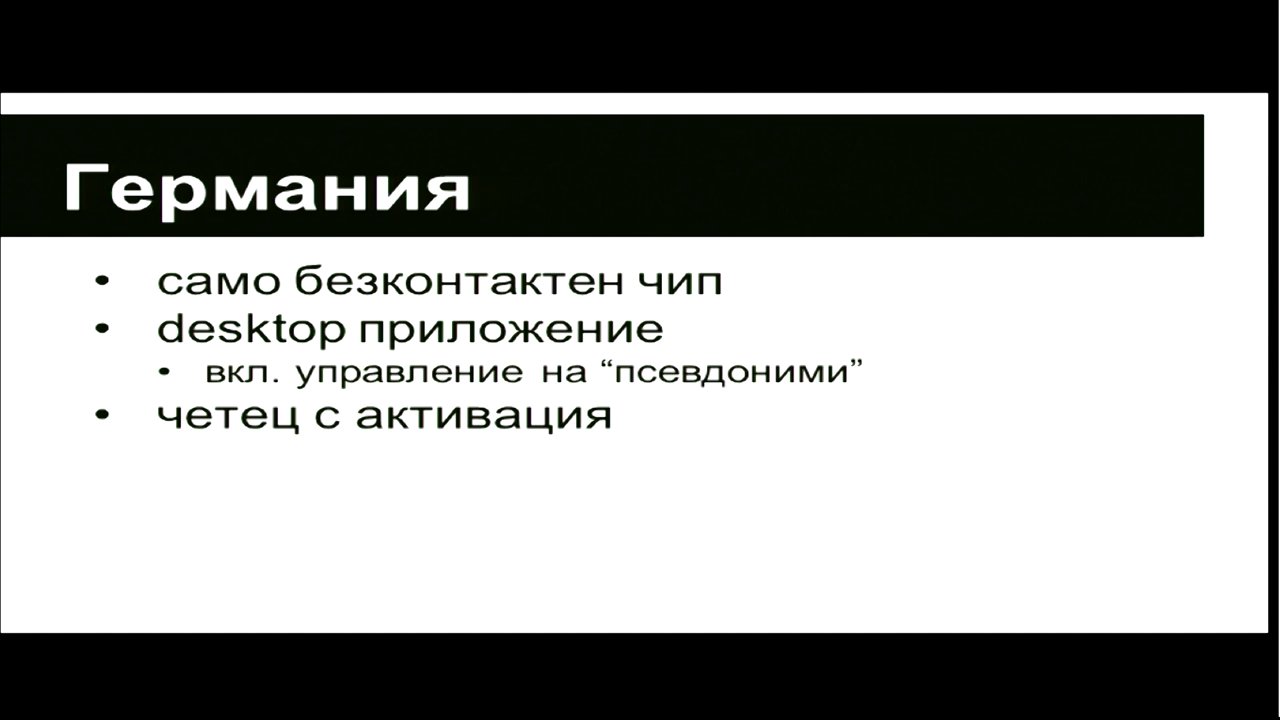 Германия
• само безконтактен чип
• desktop приложение
• вкл. управление на “псевдоними”
• четец с активация